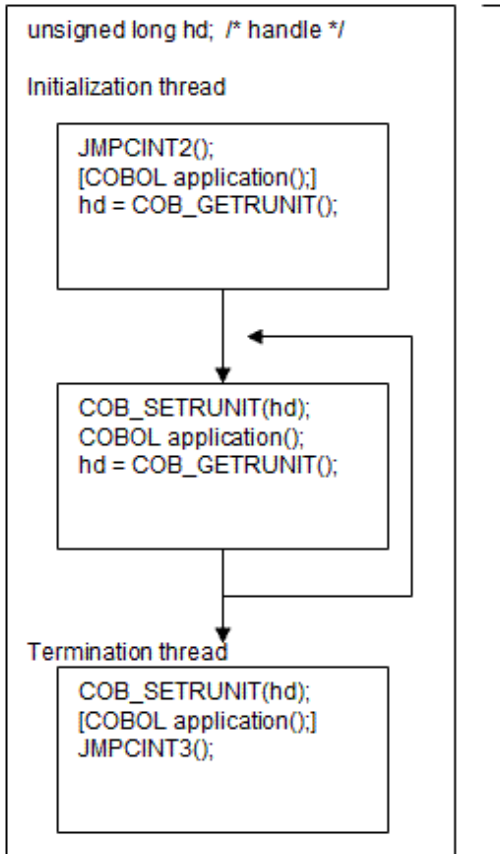 unsigned long hd;  /* handle */
Initialization thread
JMPCINT2();
[COBOL application();]
hd = COB_GETRUNIT();
COB_SETRUNIT(hd);
COBOL application();
hd = COB_GETRUNIT();
Termination thread
COB_SETRUNIT(hd);
[COBOL application();]
JMPCINT3();